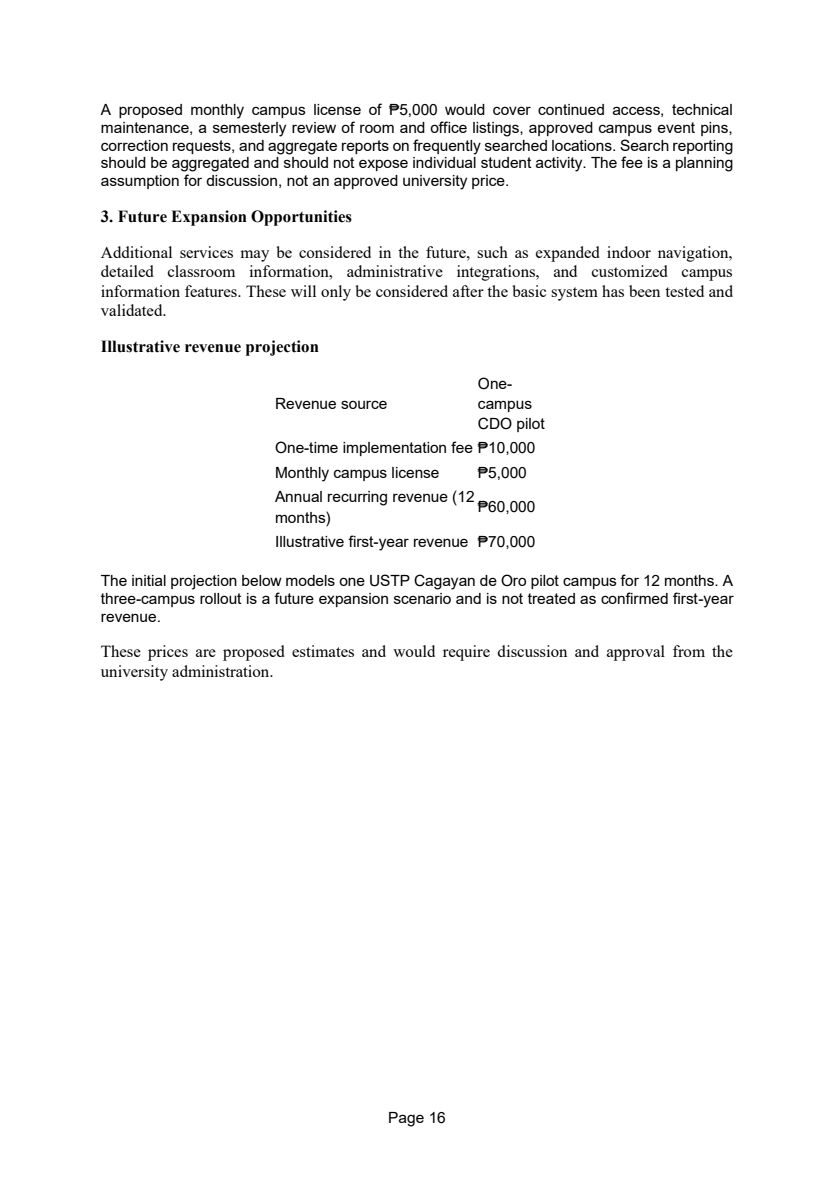 A proposed monthly campus license of ₱5,000 would cover continued access, technical
maintenance, a semesterly review of room and office listings, approved campus event pins,
correction requests, and aggregate reports on frequently searched locations. Search reporting
should be aggregated and should not expose individual student activity. The fee is a planning
assumption for discussion, not an approved university price.
3. Future Expansion Opportunities
Additional services may be considered in the future, such as expanded indoor navigation,
detailed classroom information, administrative integrations, and customized campus
information features. These will only be considered after the basic system has been tested and
validated.
Illustrative revenue projection
Revenue source
One-
campus
CDO pilot
One-time implementation fee ₱10,000
Monthly campus license ₱5,000
Annual recurring revenue (12
months)
₱60,000
Illustrative first-year revenue ₱70,000
The initial projection below models one USTP Cagayan de Oro pilot campus for 12 months. A
three-campus rollout is a future expansion scenario and is not treated as confirmed first-year
revenue.
These prices are proposed estimates and would require discussion and approval from the
university administration.
Page 16